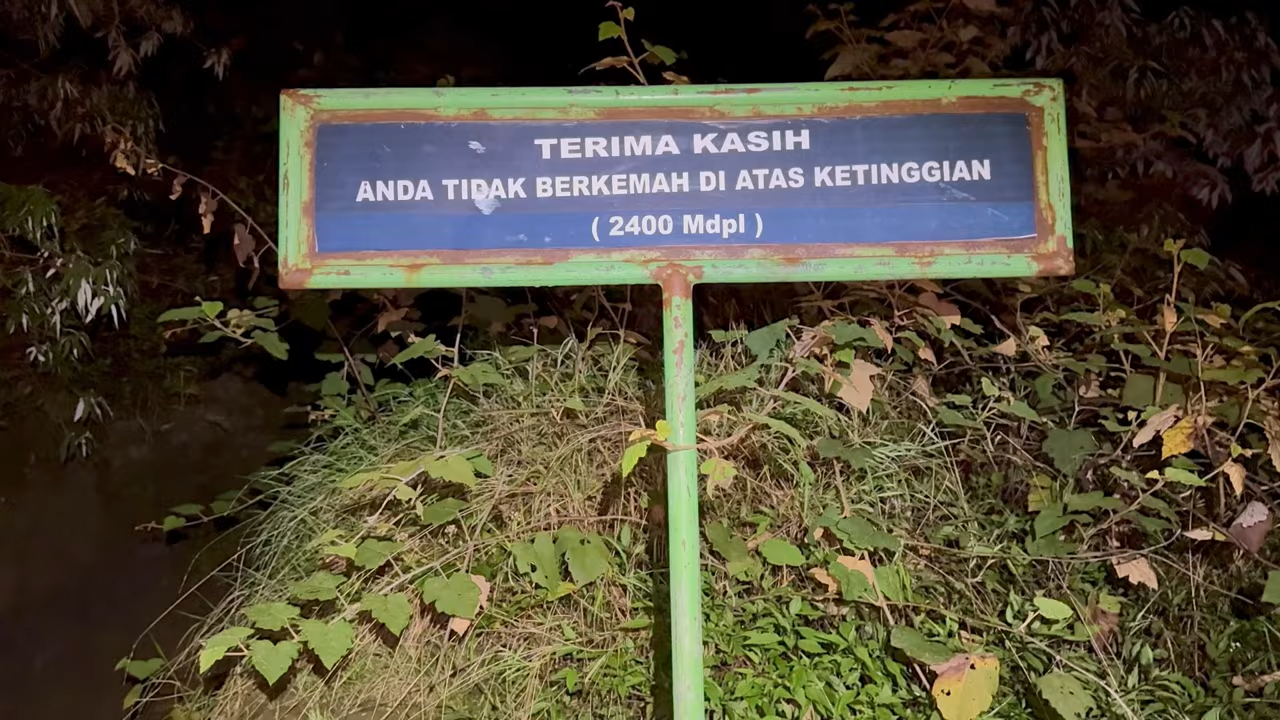 TERIMA KASIH
ANDA TIDAK BERKEMAH DI ATAS KETINGGIAN
( 2400 Mdpl )